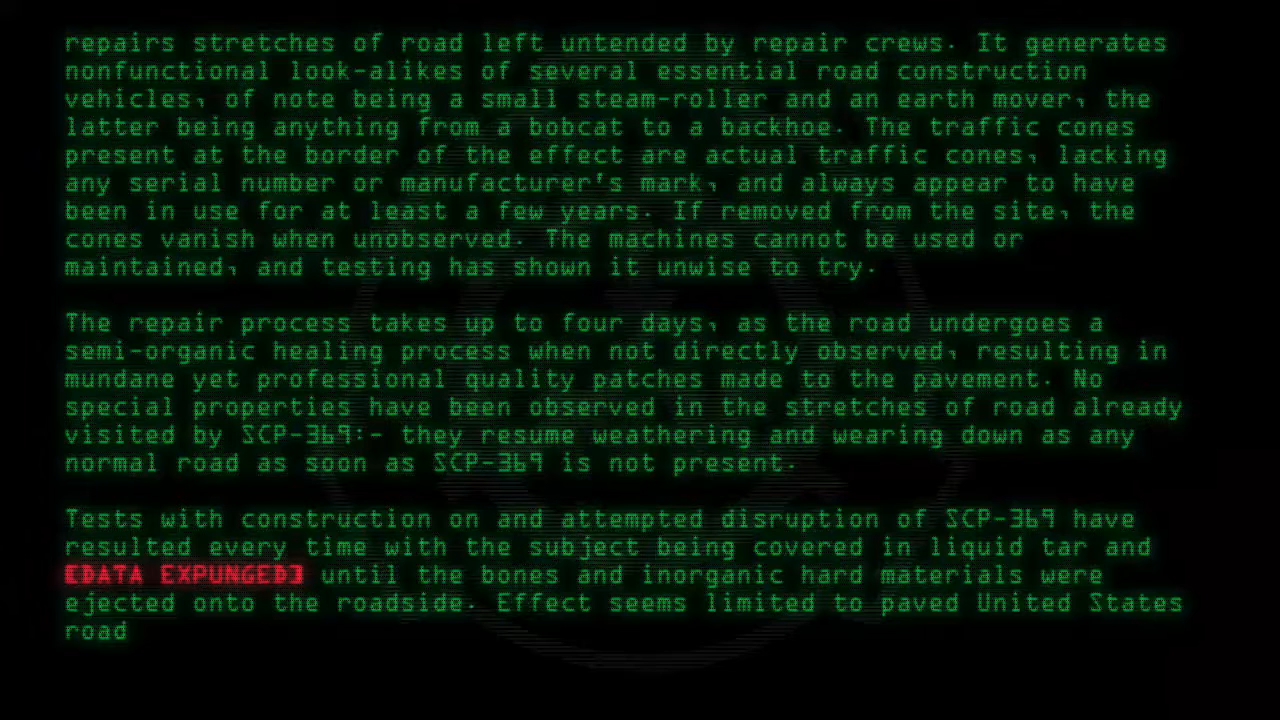 repairs stretches of road left untended by repair crews. It generates
nonfunctional look-alikes of several essential road construction
vehicles, of note being a small steam-roller and an earth mover, the
latter being anything from a bobcat to a backhoe. The traffic cones
present at the border of the effect are actual traffic cones, lacking
any serial number or manufacturer's mark, and always appear to have
been in use for at least a few years. If removed from the site, the
cones vanish when unobserved. The machines cannot be used or
maintained, and testing has shown it unwise to try.
The repair process takes up to four days, as the road undergoes a
semi-organic healing process when not directly observed, resulting in
mundane yet professional quality patches made to the pavement. No
special properties have been observed in the stretches of road already
visited by SCP-369:- they resume weathering and wearing down as any
normal road as soon as SCP-369 is not present.
Tests with construction on and attempted disruption of SCP-369 have
resulted every time with the subject being covered in liquid tar and
[DATA EXPUNGED] until the bones and inorganic hard materials were
ejected onto the roadside. Effect seems limited to paved United States
road